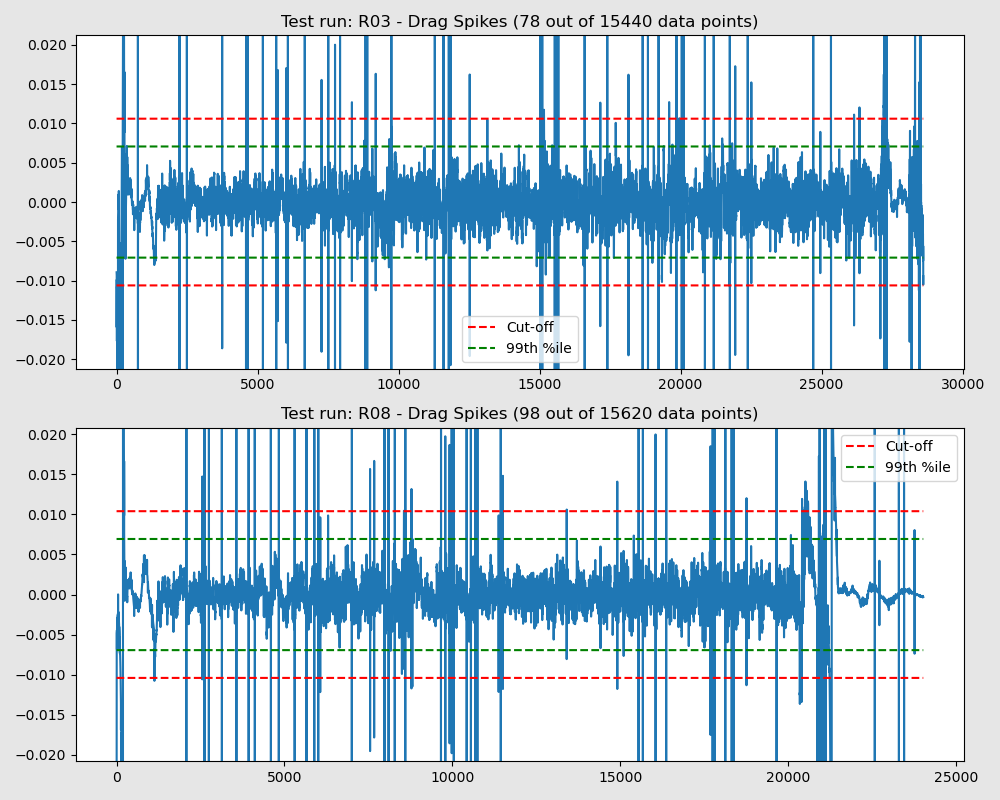 Test run: R03 - Drag Spikes (78 out of 15440 data points)
0.020
0.015
0.010
0.005
0.000
−0.005
−0.010
−0.015
−0.020
Cut-off
99th %ile
0 5000 10000 15000 20000 25000 30000
Test run: R08 - Drag Spikes (98 out of 15620 data points)
0.020
0.015
0.010
0.005
0.000
−0.005
−0.010
−0.015
−0.020
Cut-off
99th %ile
0 5000 10000 15000 20000 25000